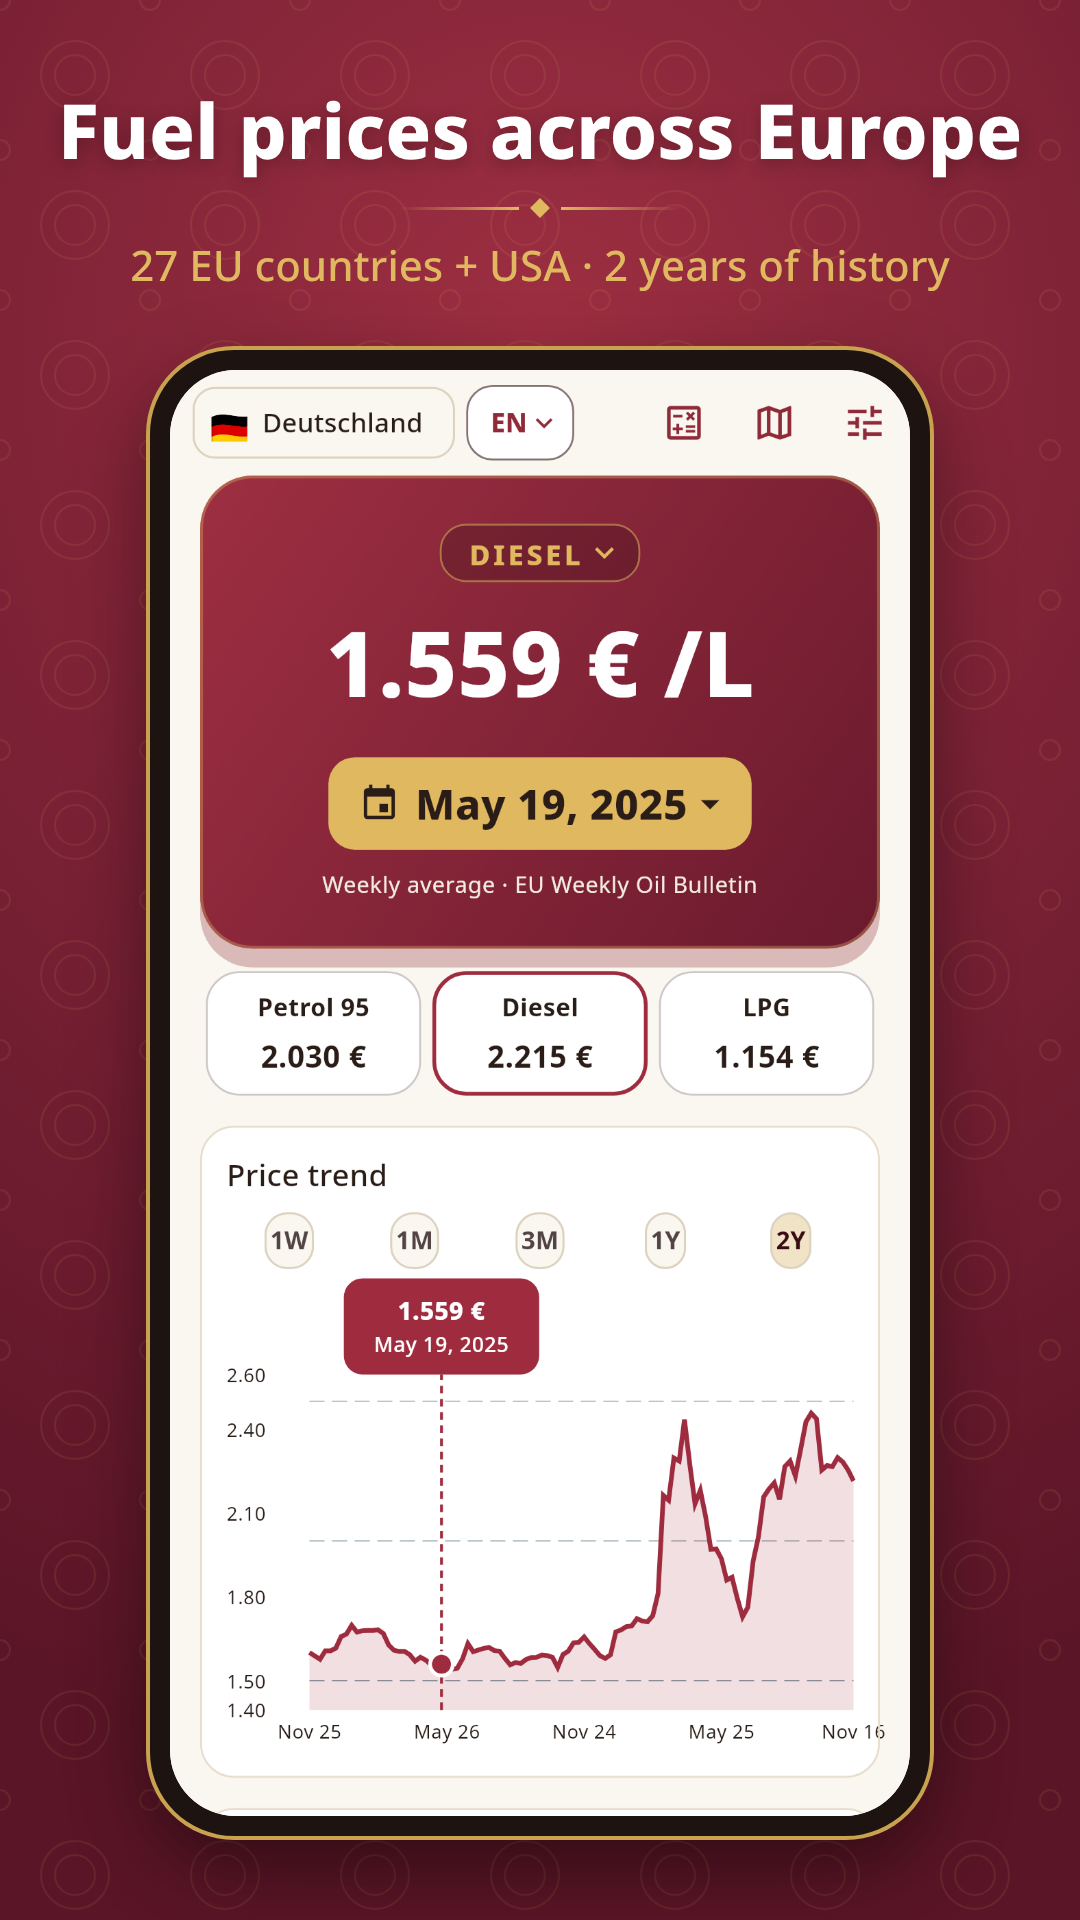 Fuel prices across Europe
27 EU countries + USA · 2 years of history
Deutschland
EN
DIESEL
1.559 € /L
May 19, 2025
Weekly average · EU Weekly Oil Bulletin
Petrol 95
2.030 €
Diesel
2.215 €
LPG
1.154 €
Price trend
1W
1M
3M
1Y
2Y
1.559 €
May 19, 2025
2.60
2.40
2.10
1.80
1.50
1.40
Nov 25
May 26
Nov 24
May 25
Nov 16